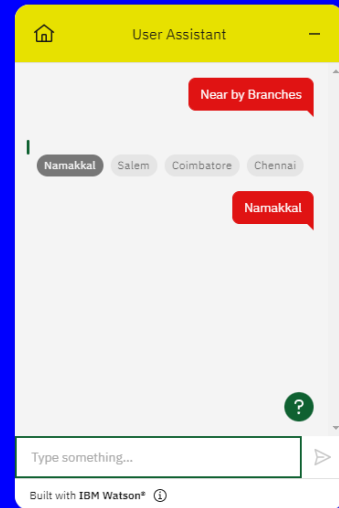 User Assistant
Near by Branches
Namakkal Salem Coimbatore Chennai
Namakkal
?
Type something...
Built with IBM Watson®